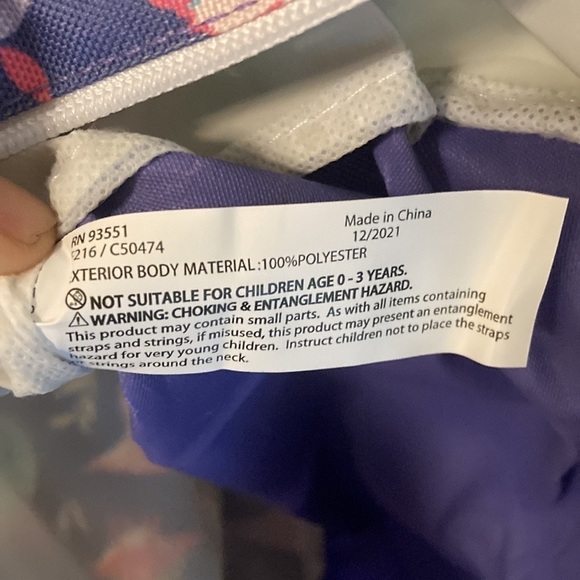 RN 93551
Made in China
216 / C50474
12/2021
XTERIOR BODY MATERIAL:100%POLYESTER
NOT SUITABLE FOR CHILDREN AGE 0 - 3 YEARS.
WARNING: CHOKING & ENTANGLEMENT HAZARD.
This product may contain small parts. As with all items containing
straps and strings, if misused, this product may present an entanglement
hazard for very young children. Instruct children not to place the straps
or strings around the neck.